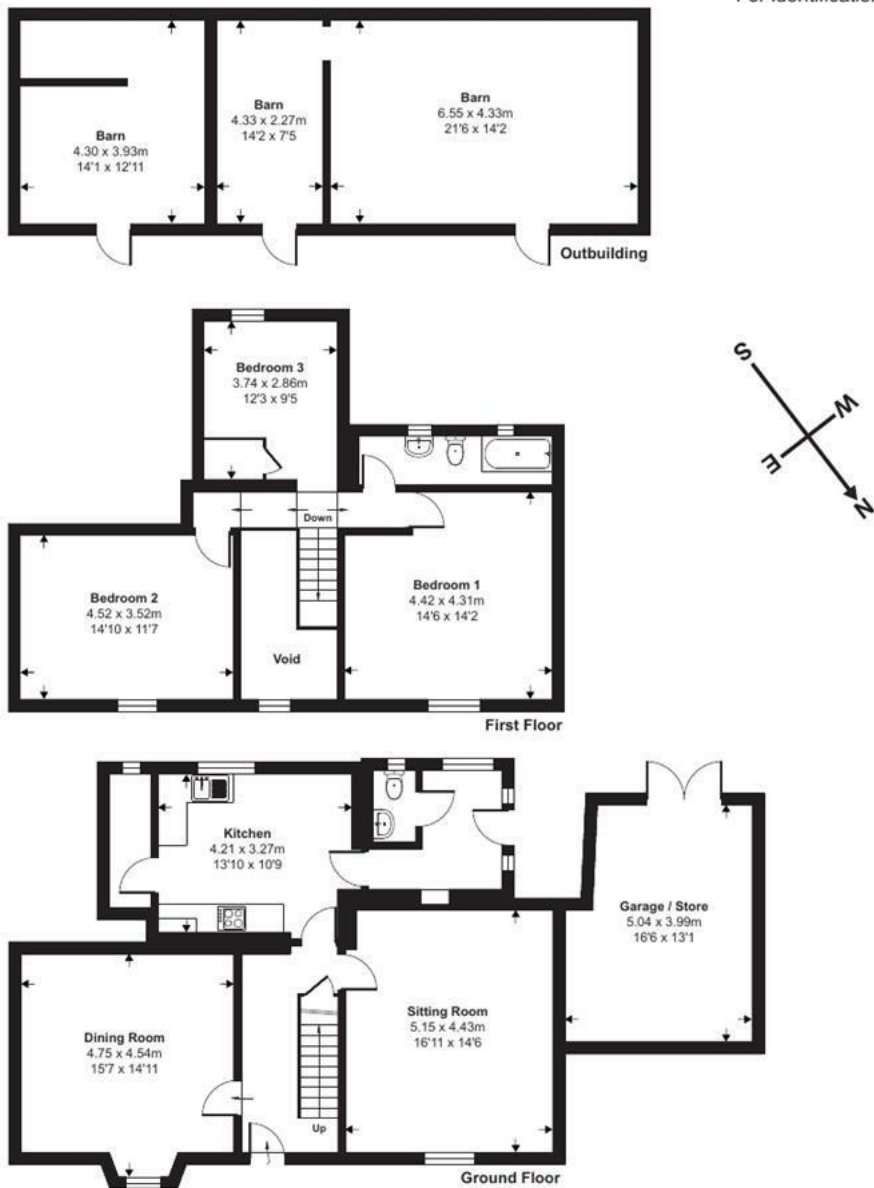 For Identification
Barn
4.30 x 3.93m
14'1 x 12'11
Barn
4.33 x 2.27m
14'2 x 7'5
Barn
6.55 x 4.33m
21'6 x 14'2
Outbuilding
Bedroom 3
3.74 x 2.86m
12'3 x 9'5
S
W
E
N
Down
Bedroom 2
4.52 x 3.52m
14'10 x 11'7
Bedroom 1
4.42 x 4.31m
14'6 x 14'2
Void
First Floor
Kitchen
4.21 x 3.27m
13'10 x 10'9
Garage / Store
5.04 x 3.99m
16'6 x 13'1
Dining Room
4.75 x 4.54m
15'7 x 14'11
Sitting Room
5.15 x 4.43m
16'11 x 14'6
Up
Ground Floor